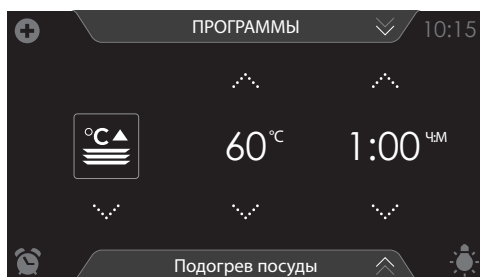 ПРОГРАММЫ 10:15
°C
60 °C 1:00 Ч:М
Подогрев посуды